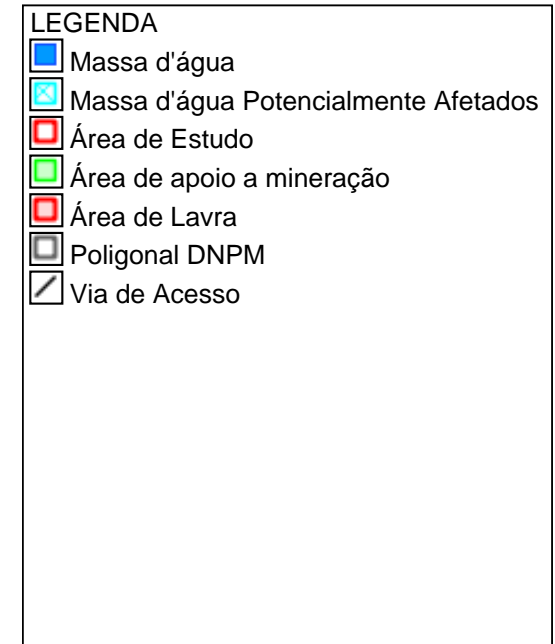 LEGENDA
Massa d'água
Massa d'água Potencialmente Afetados
Área de Estudo
Área de apoio a mineração
Área de Lavra
Poligonal DNPM
Via de Acesso